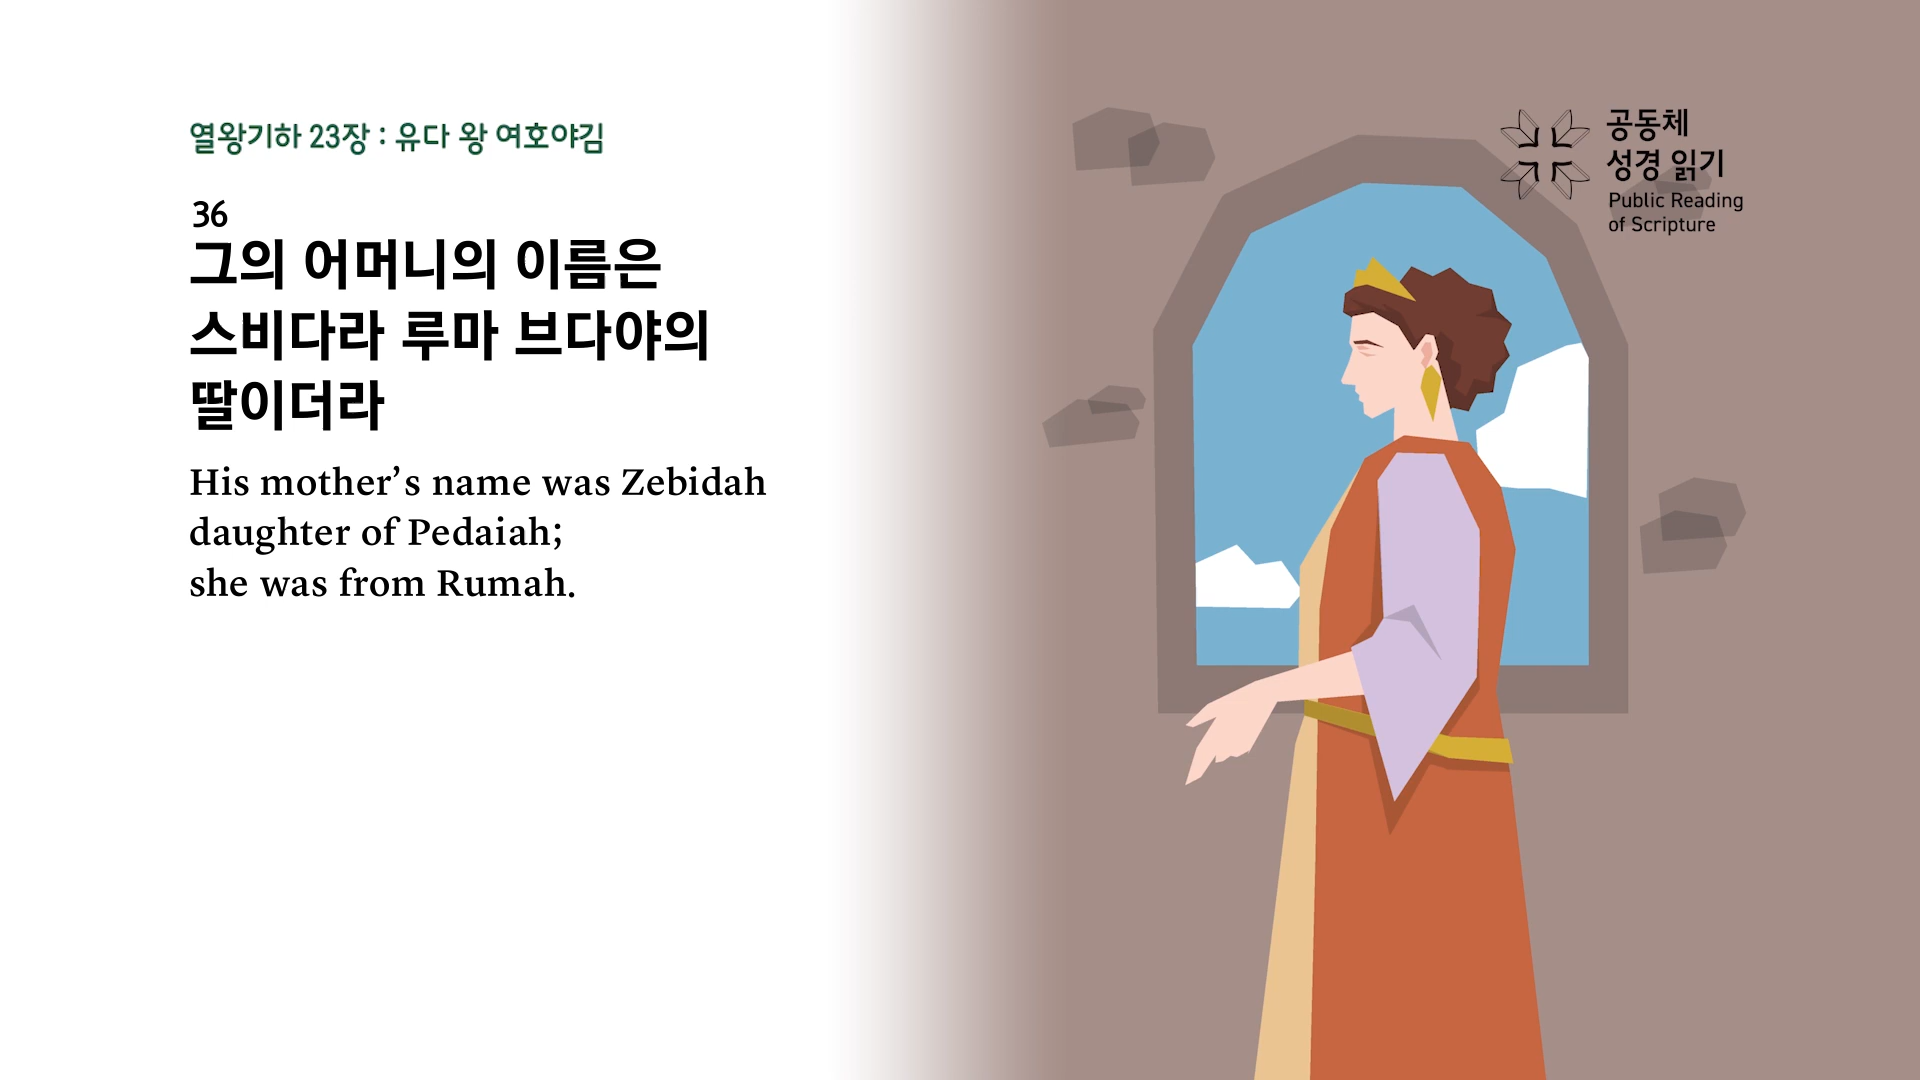 열왕기하 23장 : 유다 왕 여호야김
36
그의 어머니의 이름은
스비다라 루마 브다야의
딸이더라
His mother’s name was Zebidah
daughter of Pedaiah;
she was from Rumah.
공동체
성경 읽기
Public Reading
of Scripture